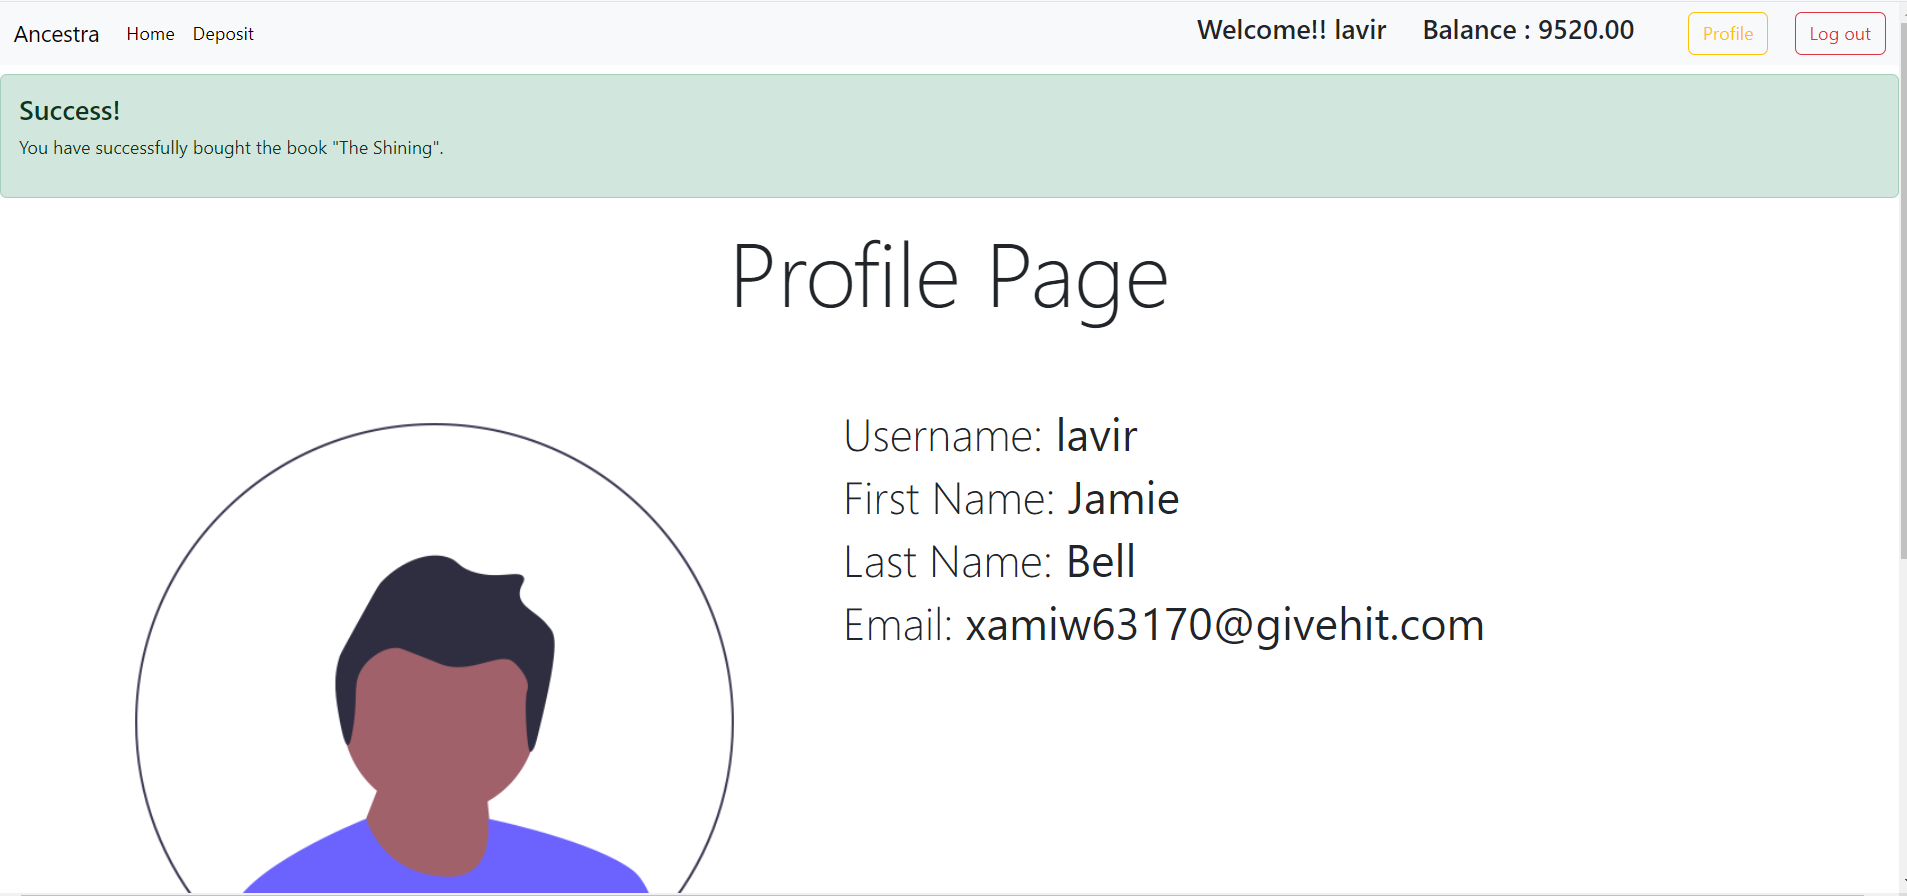 Ancestra Home Deposit Welcome!! lavir Balance : 9520.00 Profile Log out
Success!
You have successfully bought the book "The Shining".
Profile Page
Username: lavir
First Name: Jamie
Last Name: Bell
Email: xamiw63170@givehit.com